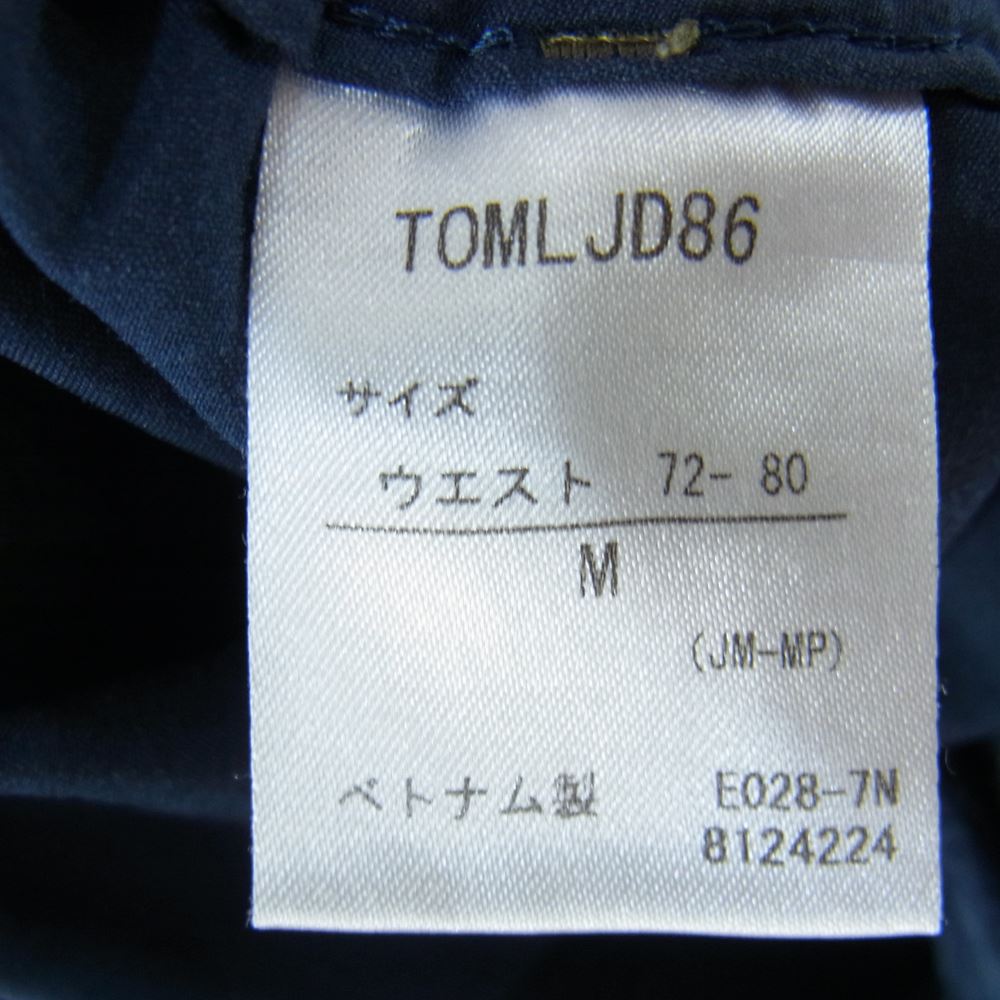 TOMLJD86
サイズ
ウエスト 72- 80
M
(JM-MP)
ベトナム製 E028-7N
8124224